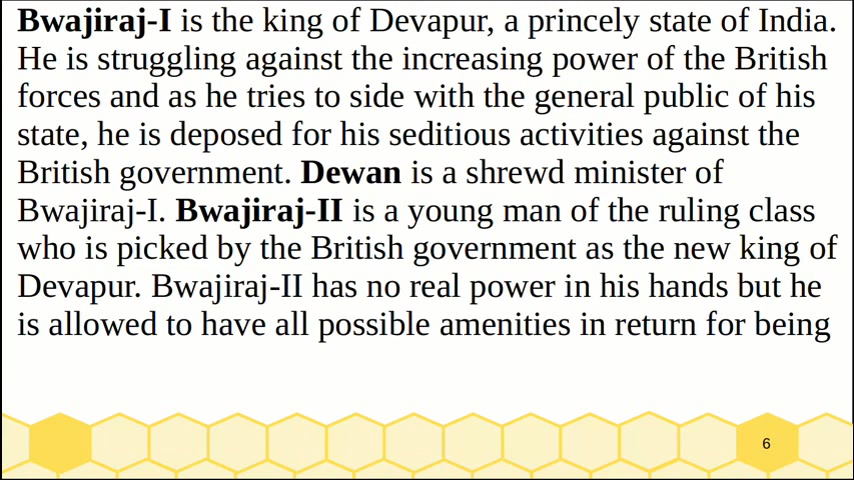 Bwajiraj-I is the king of Devapur, a princely state of India.
He is struggling against the increasing power of the British
forces and as he tries to side with the general public of his
state, he is deposed for his seditious activities against the
British government. Dewan is a shrewd minister of
Bwajiraj-I. Bwajiraj-II is a young man of the ruling class
who is picked by the British government as the new king of
Devapur. Bwajiraj-II has no real power in his hands but he
is allowed to have all possible amenities in return for being
6